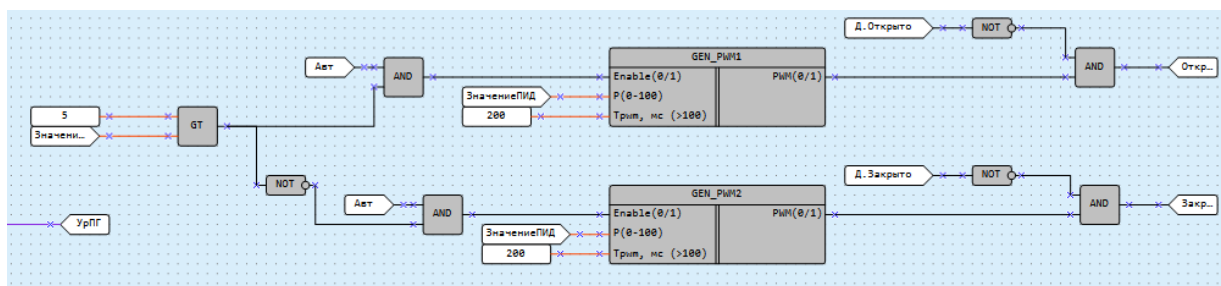 Д.Открыто
NOT
GEN_PWM1
Авт
AND
Enable(0/1)
PWM(0/1)
AND
Откр…
ЗначениеПИД
P(0-100)
200
Tpwm, мс (>100)
5
GT
Значени…
Д.Закрыто
NOT
NOT
GEN_PWM2
Авт
AND
Enable(0/1)
PWM(0/1)
AND
Закр…
УрПГ
ЗначениеПИД
P(0-100)
200
Tpwm, мс (>100)